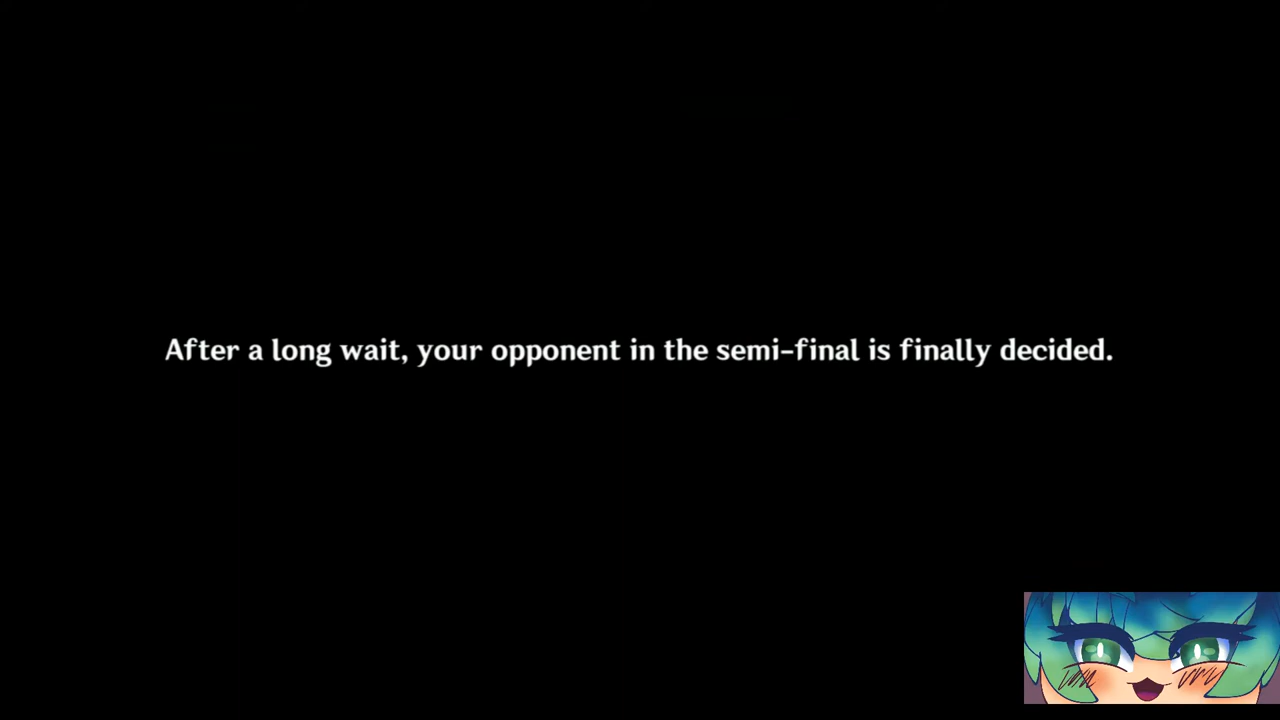 After a long wait, your opponent in the semi-final is finally decided.